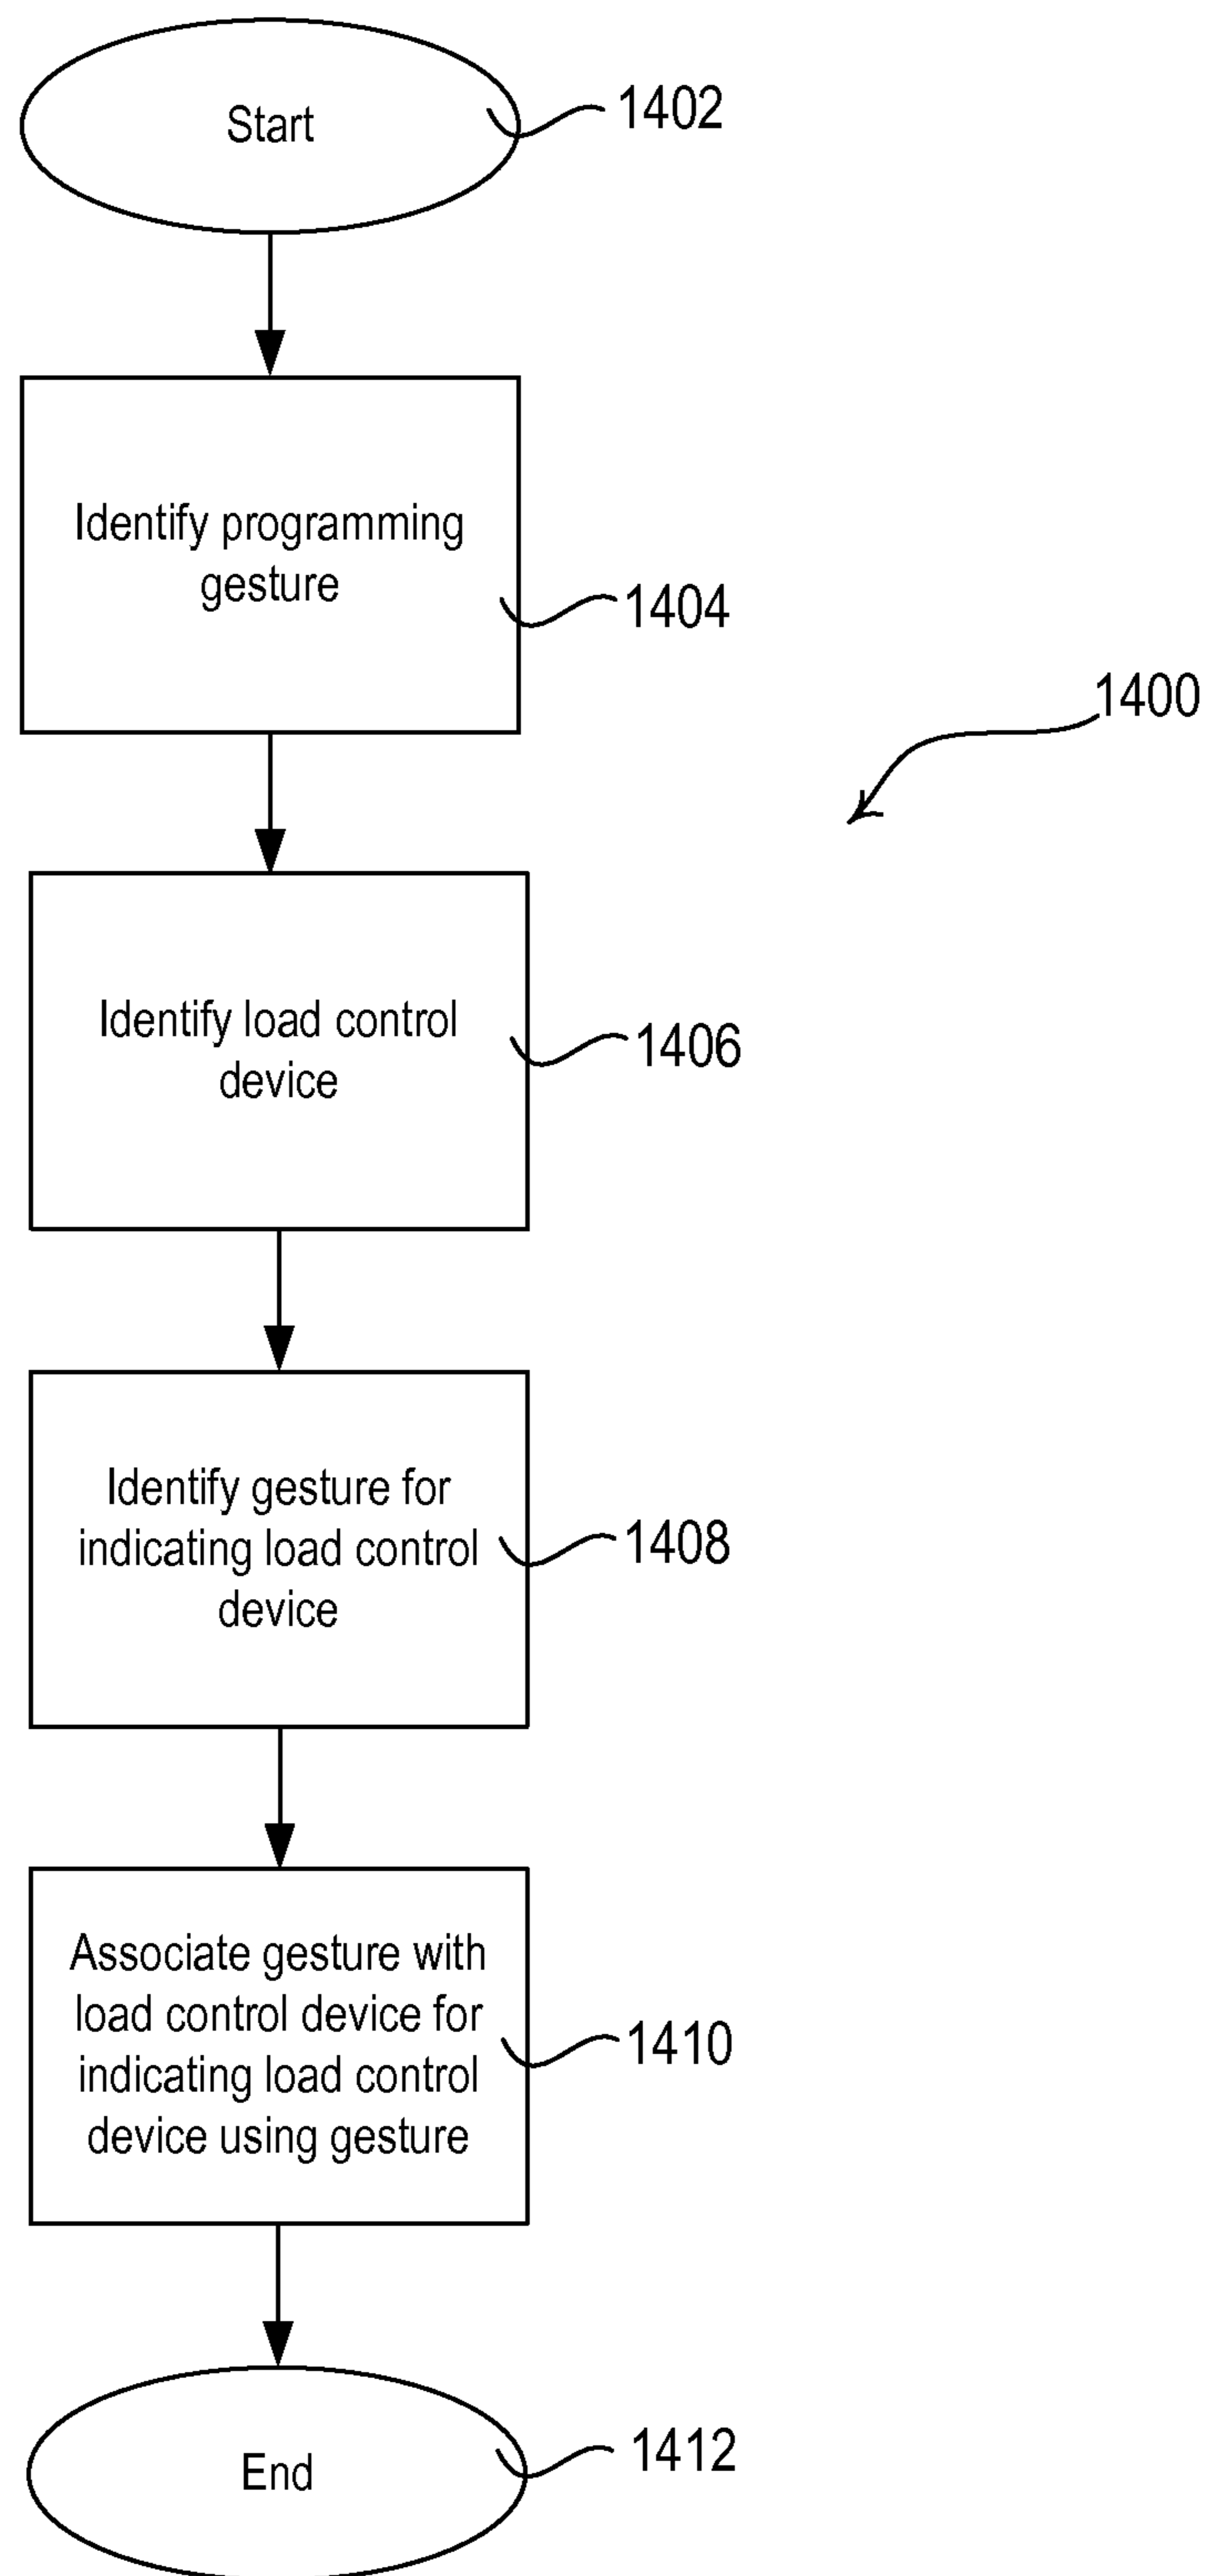 Start
1402
Identify programming
gesture
1404
1400
Identify load control
device
1406
Identify gesture for
indicating load control
device
1408
Associate gesture with
load control device for
indicating load control
device using gesture
1410
End
1412